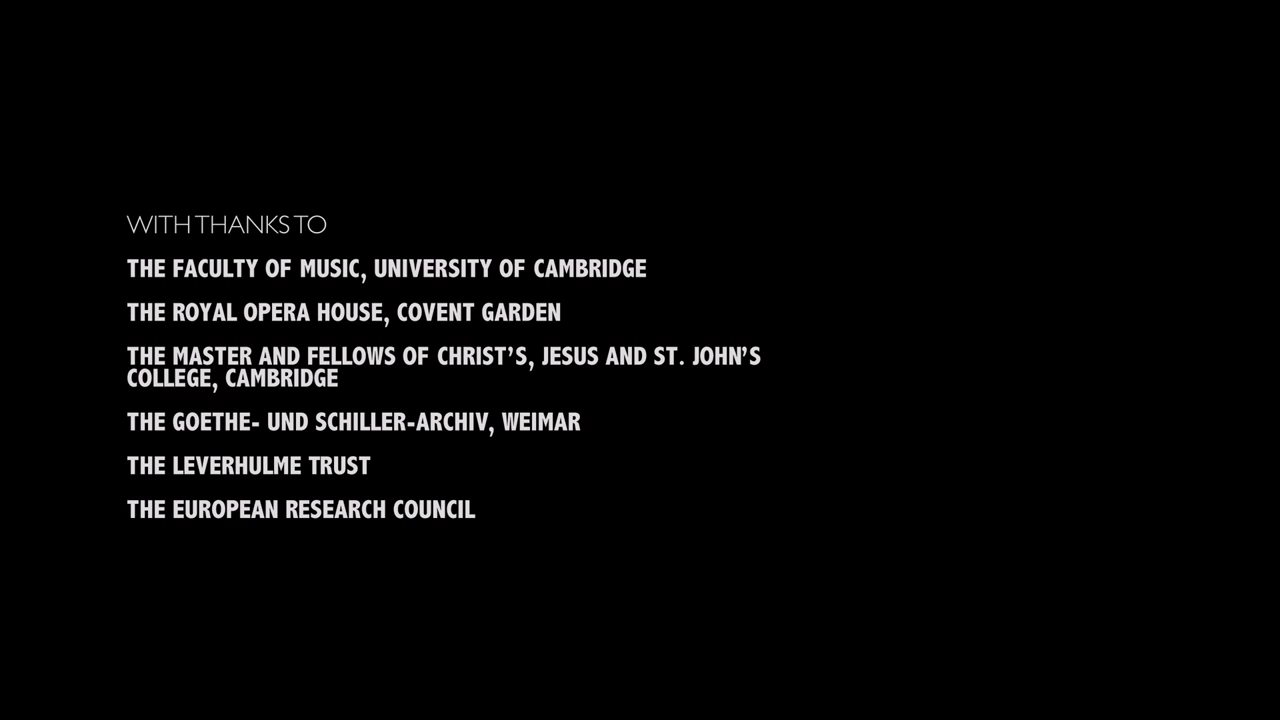 WITH THANKS TO
THE FACULTY OF MUSIC, UNIVERSITY OF CAMBRIDGE
THE ROYAL OPERA HOUSE, COVENT GARDEN
THE MASTER AND FELLOWS OF CHRIST’S, JESUS AND ST. JOHN’S
COLLEGE, CAMBRIDGE
THE GOETHE- UND SCHILLER-ARCHIV, WEIMAR
THE LEVERHULME TRUST
THE EUROPEAN RESEARCH COUNCIL